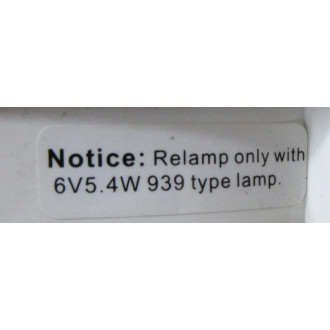 Notice: Relamp only with
6V5.4W 939 type lamp.